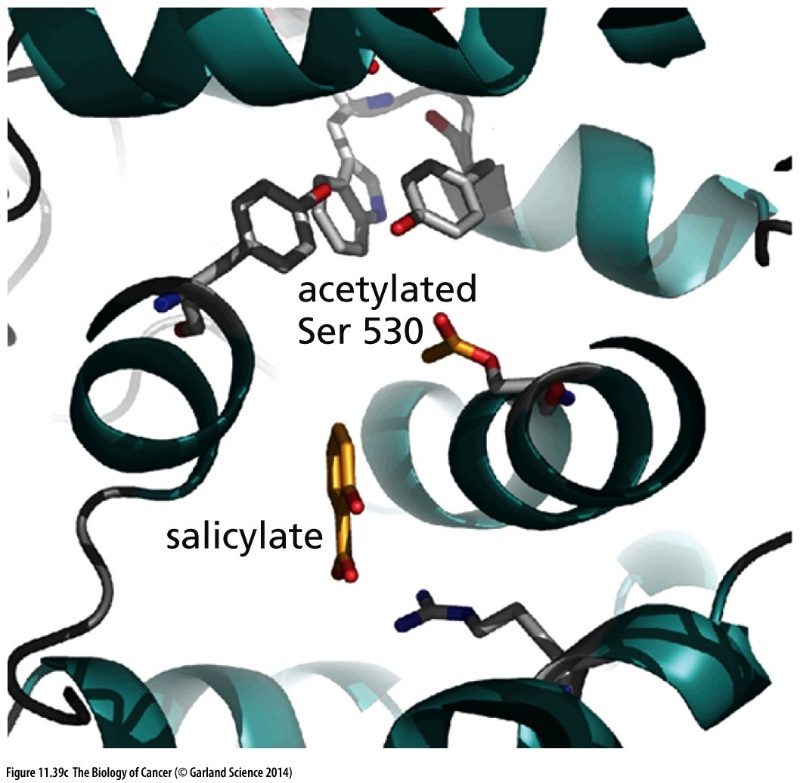 acetylated
Ser 530
salicylate
Figure 11.39c The Biology of Cancer (© Garland Science 2014)